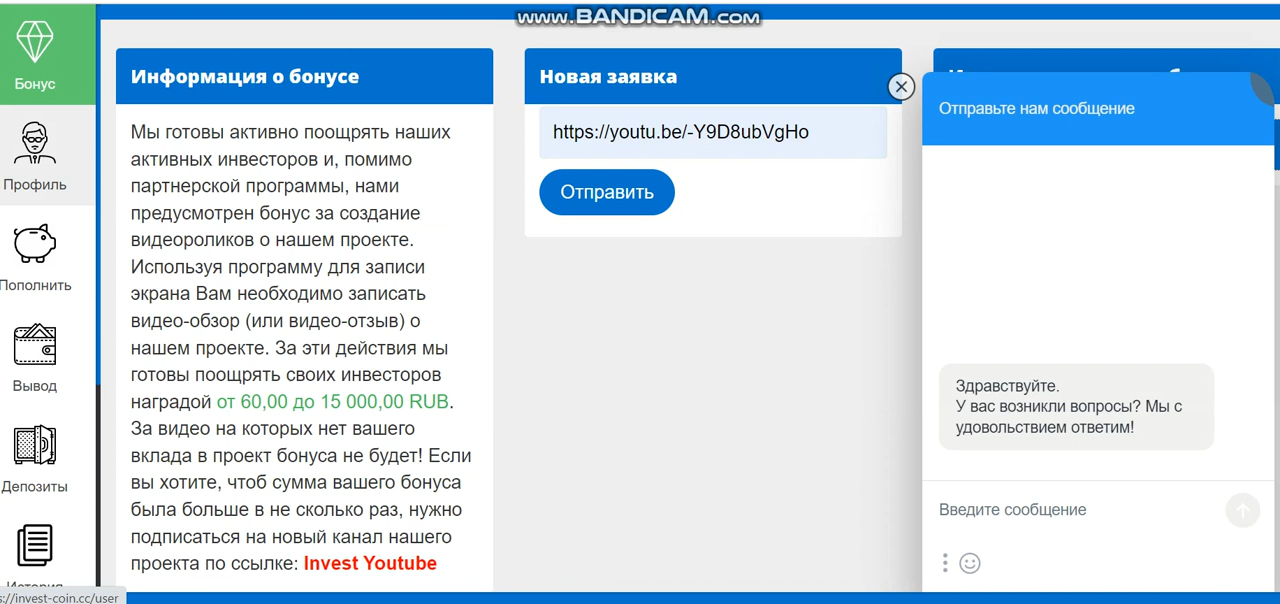 www.BANDICAM.com
Бонус
Профиль
Пополнить
Вывод
Депозиты
История
s://invest-coin.cc/user
Информация о бонусе
Мы готовы активно поощрять наших
активных инвесторов и, помимо
партнерской программы, нами
предусмотрен бонус за создание
видеороликов о нашем проекте.
Используя программу для записи
экрана Вам необходимо записать
видео-обзор (или видео-отзыв) о
нашем проекте. За эти действия мы
готовы поощрять своих инвесторов
наградой от 60,00 до 15 000,00 RUB.
За видео на которых нет вашего
вклада в проект бонуса не будет! Если
вы хотите, чтоб сумма вашего бонуса
была больше в не сколько раз, нужно
подписаться на новый канал нашего
проекта по ссылке: Invest Youtube
Новая заявка
https://youtu.be/-Y9D8ubVgHo
Отправить
Отправьте нам сообщение
Здравствуйте.
У вас возникли вопросы? Мы с
удовольствием ответим!
Введите сообщение